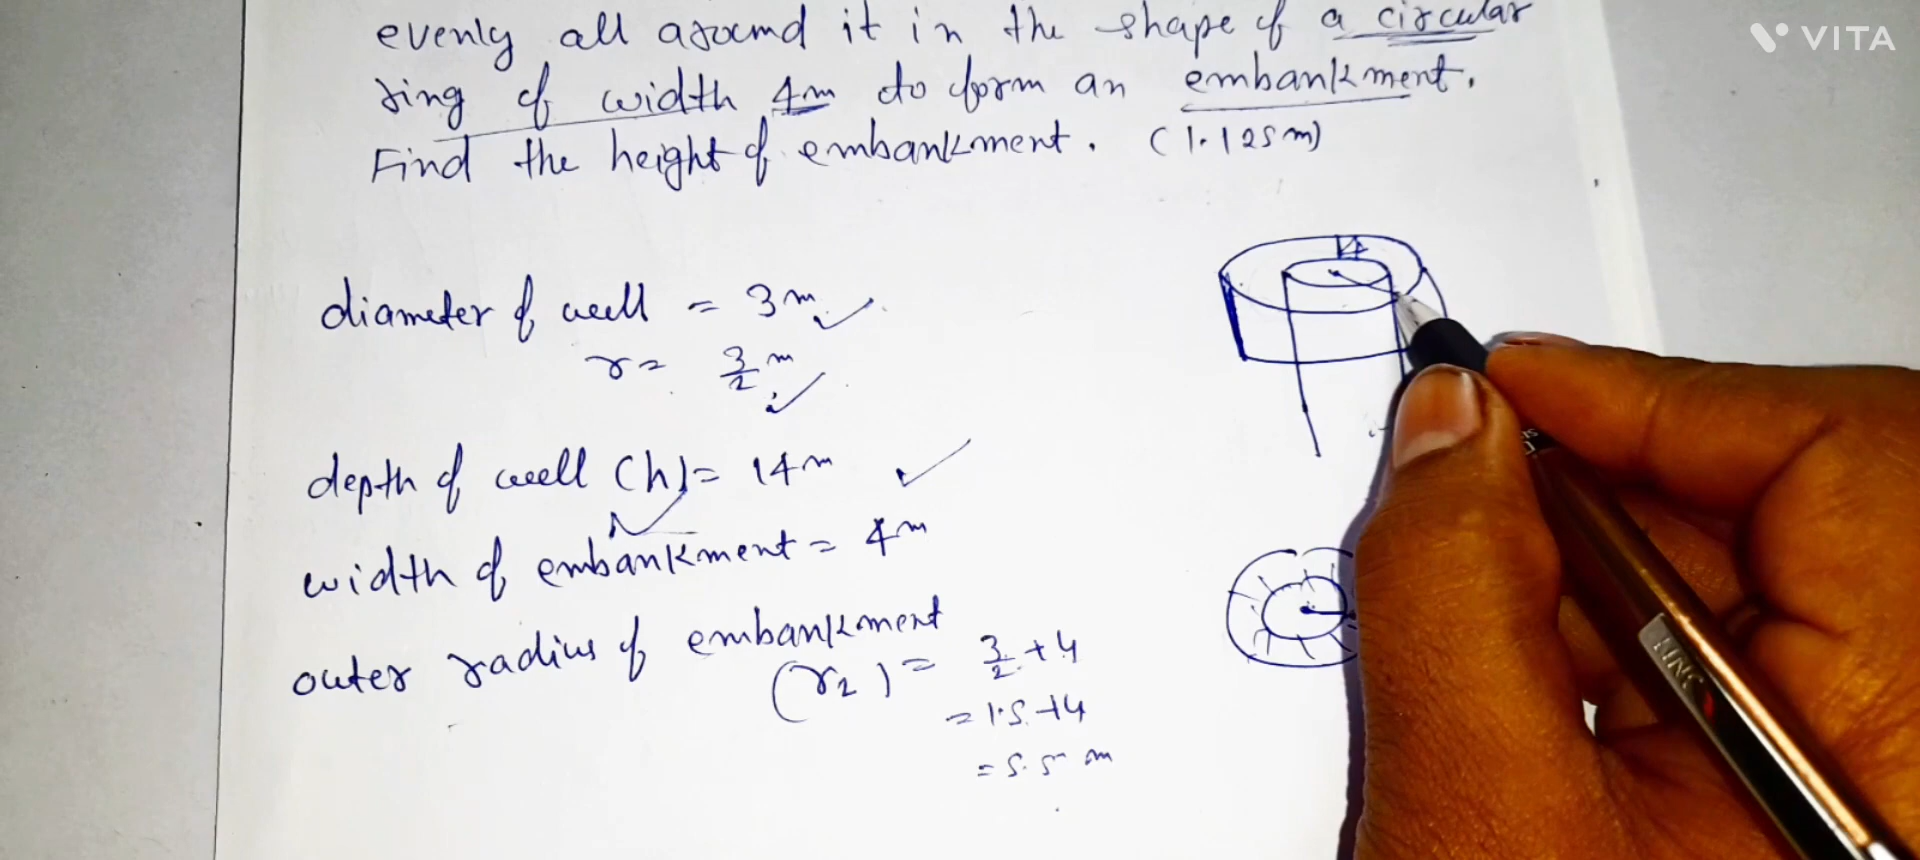 VITA
evenly all around it in the shape of a circular
ring of width 4m to form an embankment.
Find the height of embankment. (1.125m)
diameter of well = 3m
r = 3/2 m
depth of well (h) = 14m
width of embankment = 4m
outer radius of embankment
(r2) = 3/2 + 4
= 1.5 + 4
= 5.5 m